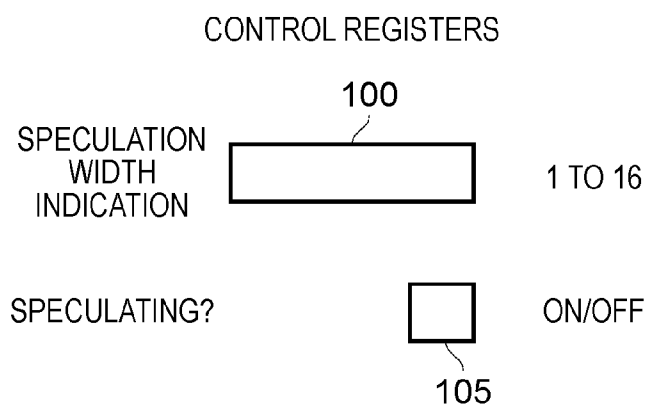 CONTROL REGISTERS
100
SPECULATION
WIDTH
INDICATION
1 TO 16
SPECULATING?
ON/OFF
105